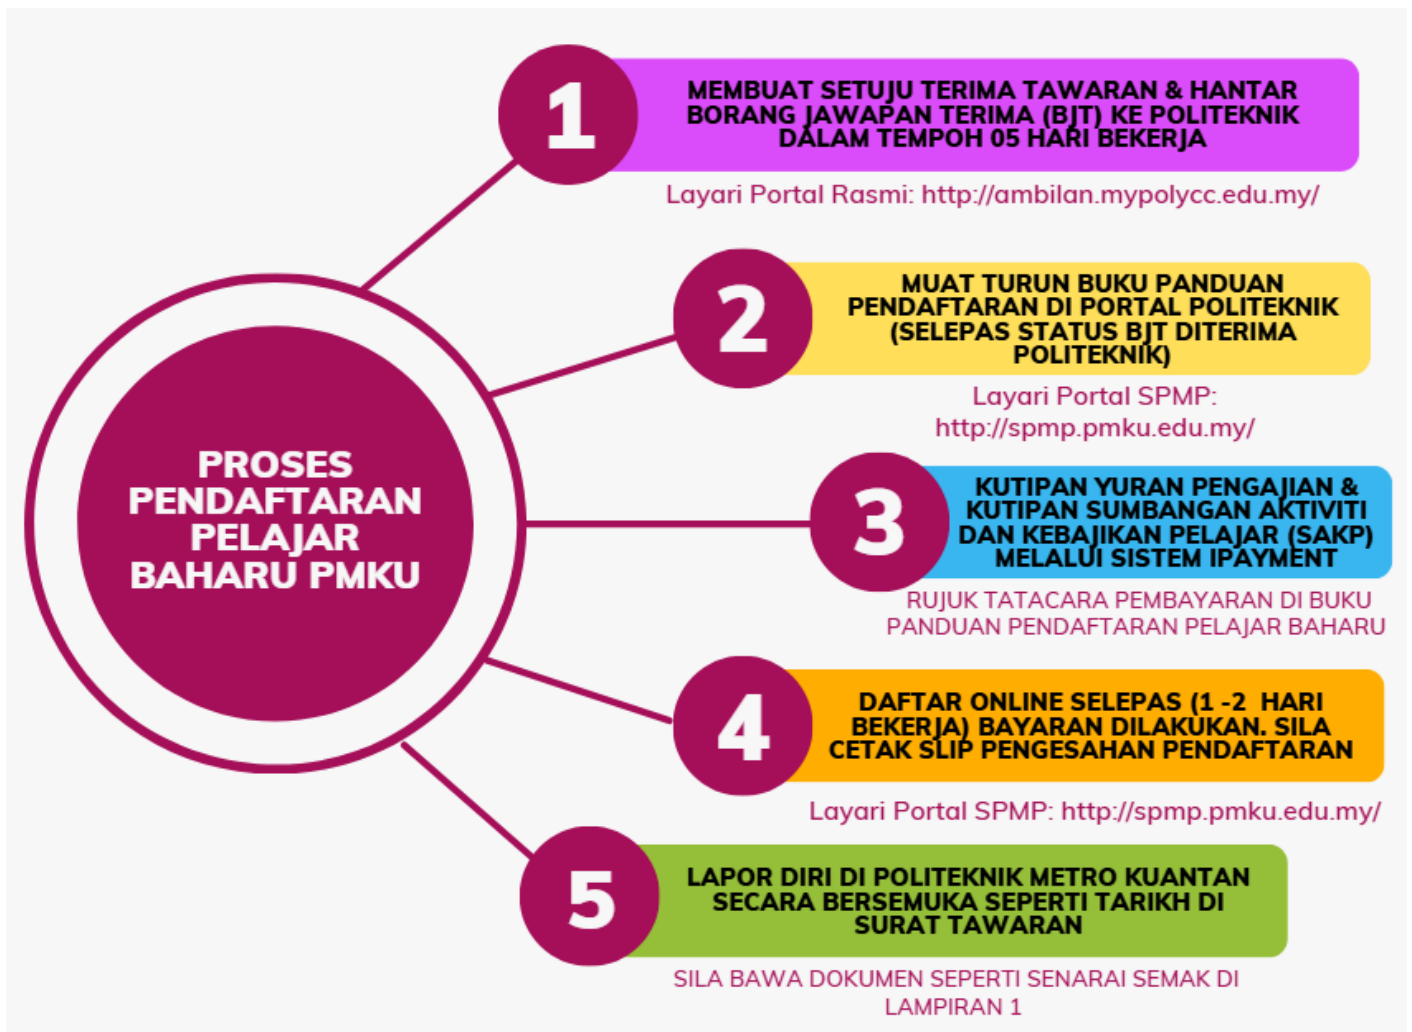 PROSES
PENDAFTARAN
PELAJAR
BAHARU PMKU
1
MEMBUAT SETUJU TERIMA TAWARAN & HANTAR
BORANG JAWAPAN TERIMA (BJT) KE POLITEKNIK
DALAM TEMPOH 05 HARI BEKERJA
Layari Portal Rasmi: http://ambilan.mypolycc.edu.my/
2
MUAT TURUN BUKU PANDUAN
PENDAFTARAN DI PORTAL POLITEKNIK
(SELEPAS STATUS BJT DITERIMA
POLITEKNIK)
Layari Portal SPMP:
http://spmp.pmku.edu.my/
3
KUTIPAN YURAN PENGAJIAN &
KUTIPAN SUMBANGAN AKTIVITI
DAN KEBAJIKAN PELAJAR (SAKP)
MELALUI SISTEM IPAYMENT
RUJUK TATACARA PEMBAYARAN DI BUKU
PANDUAN PENDAFTARAN PELAJAR BAHARU
4
DAFTAR ONLINE SELEPAS (1 -2 HARI
BEKERJA) BAYARAN DILAKUKAN. SILA
CETAK SLIP PENGESAHAN PENDAFTARAN
Layari Portal SPMP: http://spmp.pmku.edu.my/
5
LAPOR DIRI DI POLITEKNIK METRO KUANTAN
SECARA BERSEMUKA SEPERTI TARIKH DI
SURAT TAWARAN
SILA BAWA DOKUMEN SEPERTI SENARAI SEMAK DI
LAMPIRAN 1